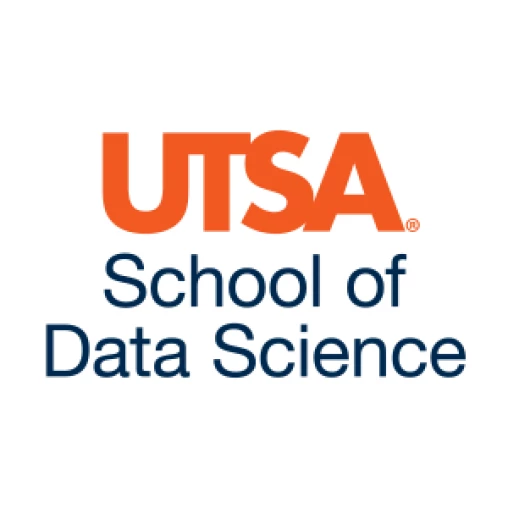 UTSA®
School of
Data Science